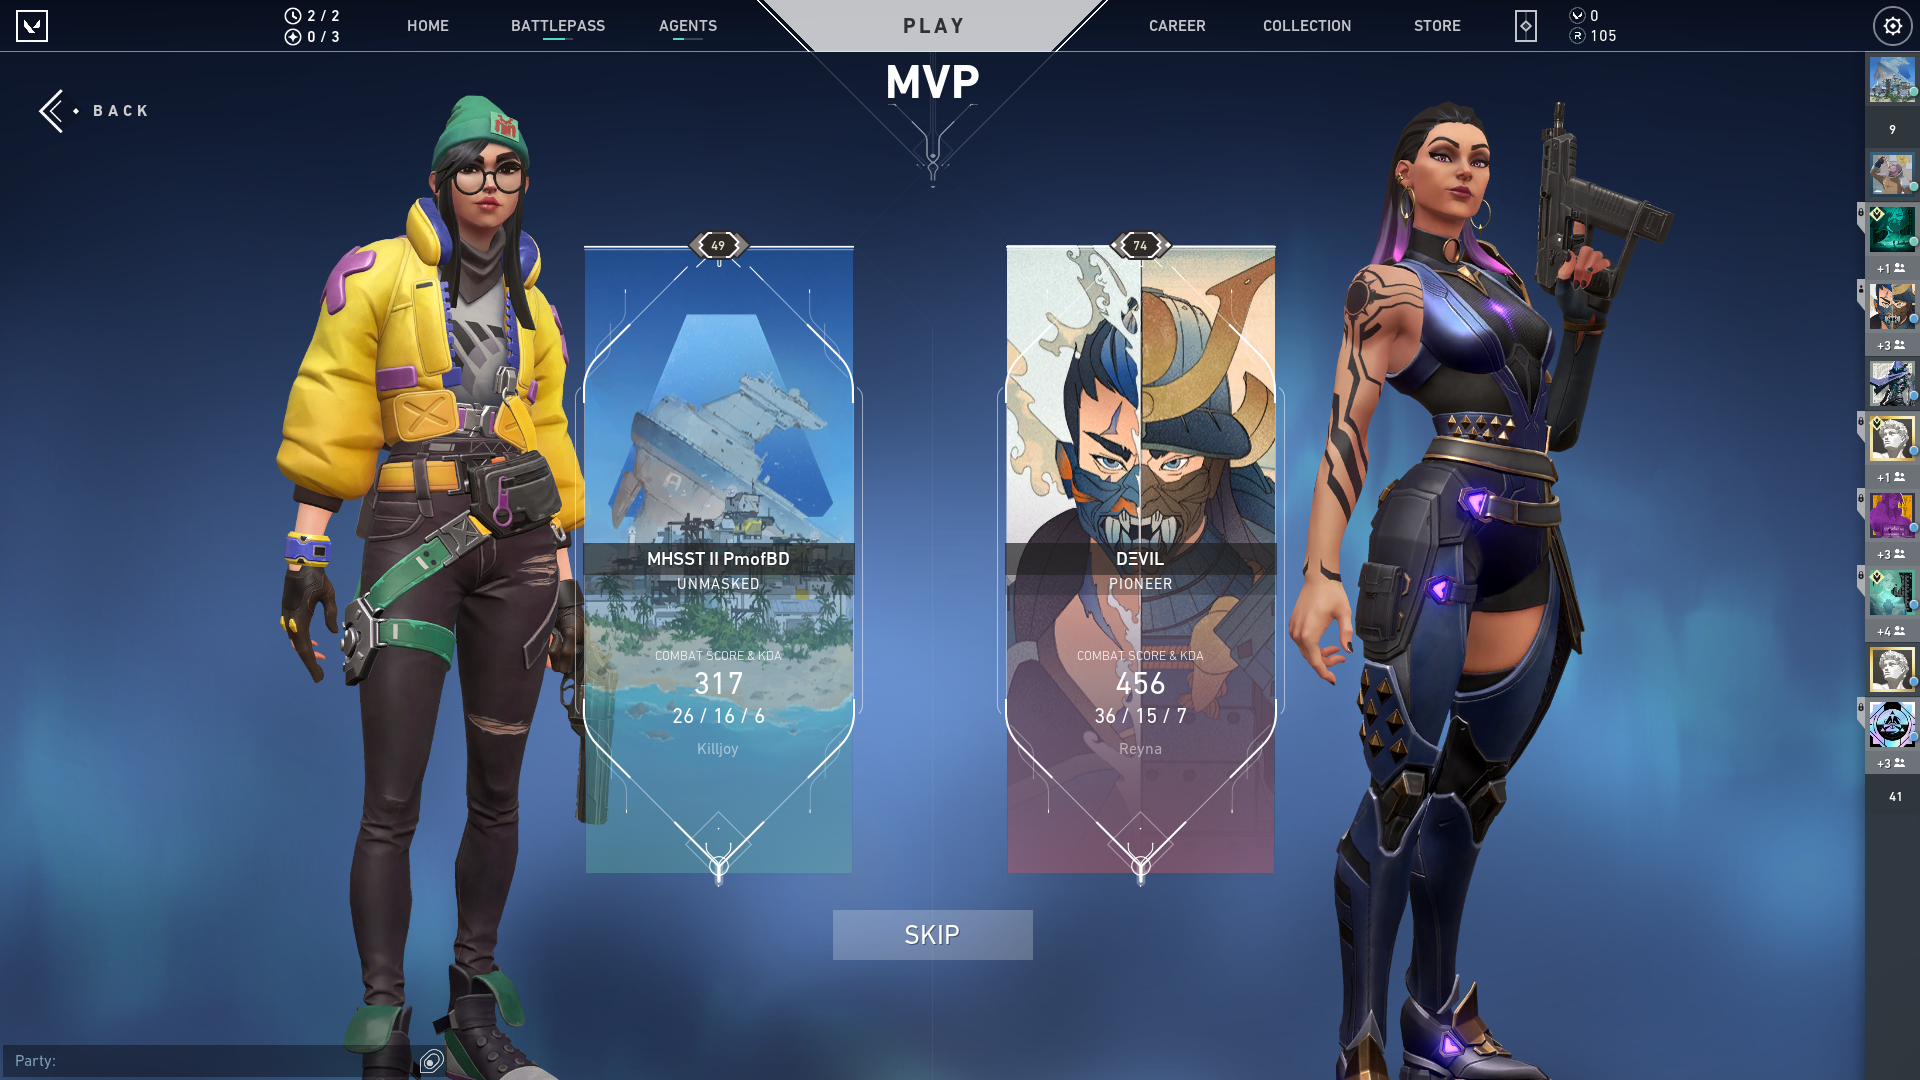 2 / 2
0 / 3
HOME
BATTLEPASS
AGENTS
PLAY
CAREER
COLLECTION
STORE
0
105
MVP
BACK
49
MHSST II PmofBD
UNMASKED
COMBAT SCORE & KDA
317
26 / 16 / 6
Killjoy
74
DΞVIL
PIONEER
COMBAT SCORE & KDA
456
36 / 15 / 7
Reyna
SKIP
Party:
9
+1
+3
+1
+3
+4
+3
41